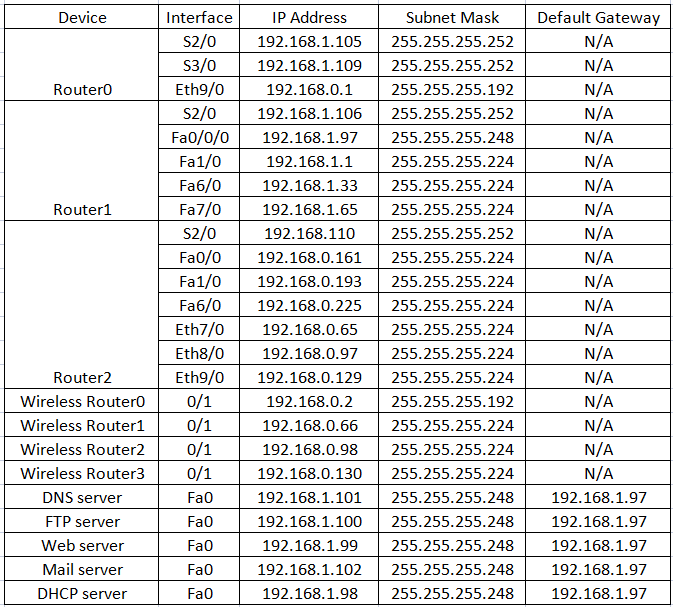 Device Interface IP Address Subnet Mask Default Gateway
S2/0 192.168.1.105 255.255.255.252 N/A
S3/0 192.168.1.109 255.255.255.252 N/A
Router0 Eth9/0 192.168.0.1 255.255.255.192 N/A
S2/0 192.168.1.106 255.255.255.252 N/A
Fa0/0/0 192.168.1.97 255.255.255.248 N/A
Fa1/0 192.168.1.1 255.255.255.224 N/A
Fa6/0 192.168.1.33 255.255.255.224 N/A
Router1 Fa7/0 192.168.1.65 255.255.255.224 N/A
S2/0 192.168.110 255.255.255.252 N/A
Fa0/0 192.168.0.161 255.255.255.224 N/A
Fa1/0 192.168.0.193 255.255.255.224 N/A
Fa6/0 192.168.0.225 255.255.255.224 N/A
Eth7/0 192.168.0.65 255.255.255.224 N/A
Eth8/0 192.168.0.97 255.255.255.224 N/A
Router2 Eth9/0 192.168.0.129 255.255.255.224 N/A
Wireless Router0 0/1 192.168.0.2 255.255.255.192 N/A
Wireless Router1 0/1 192.168.0.66 255.255.255.224 N/A
Wireless Router2 0/1 192.168.0.98 255.255.255.224 N/A
Wireless Router3 0/1 192.168.0.130 255.255.255.224 N/A
DNS server Fa0 192.168.1.101 255.255.255.248 192.168.1.97
FTP server Fa0 192.168.1.100 255.255.255.248 192.168.1.97
Web server Fa0 192.168.1.99 255.255.255.248 192.168.1.97
Mail server Fa0 192.168.1.102 255.255.255.248 192.168.1.97
DHCP server Fa0 192.168.1.98 255.255.255.248 192.168.1.97